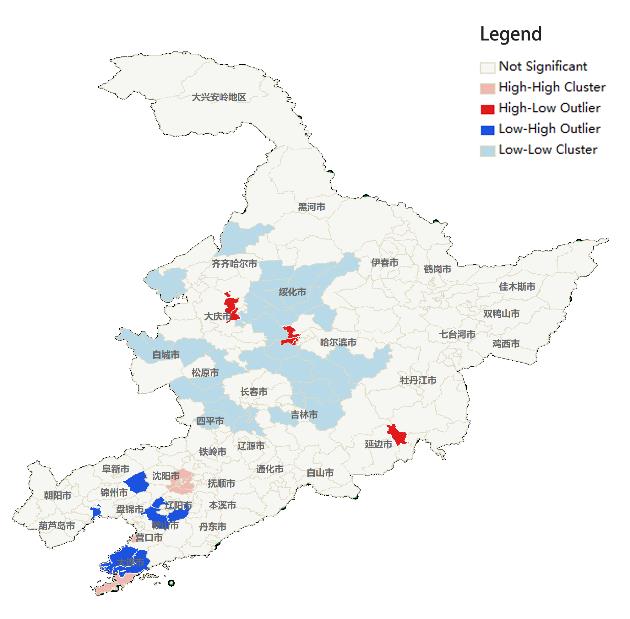 Legend
Not Significant
High-High Cluster
High-Low Outlier
Low-High Outlier
Low-Low Cluster
大兴安岭地区
黑河市
齐齐哈尔市
伊春市
鹤岗市
佳木斯市
绥化市
大庆市
双鸭山市
七台河市
鸡西市
哈尔滨市
白城市
松原市
长春市
牡丹江市
四平市
吉林市
延边市
铁岭市
辽源市
阜新市
沈阳市
通化市
白山市
抚顺市
朝阳市
锦州市
盘锦市
辽阳市
本溪市
葫芦岛市
丹东市
营口市